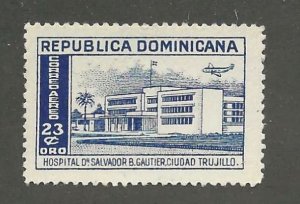 REPUBLICA DOMINICANA
CORREO AEREO
23 ¢
ORO
HOSPITAL Dr. SALVADOR B. GAUTIER, CIUDAD TRUJILLO.